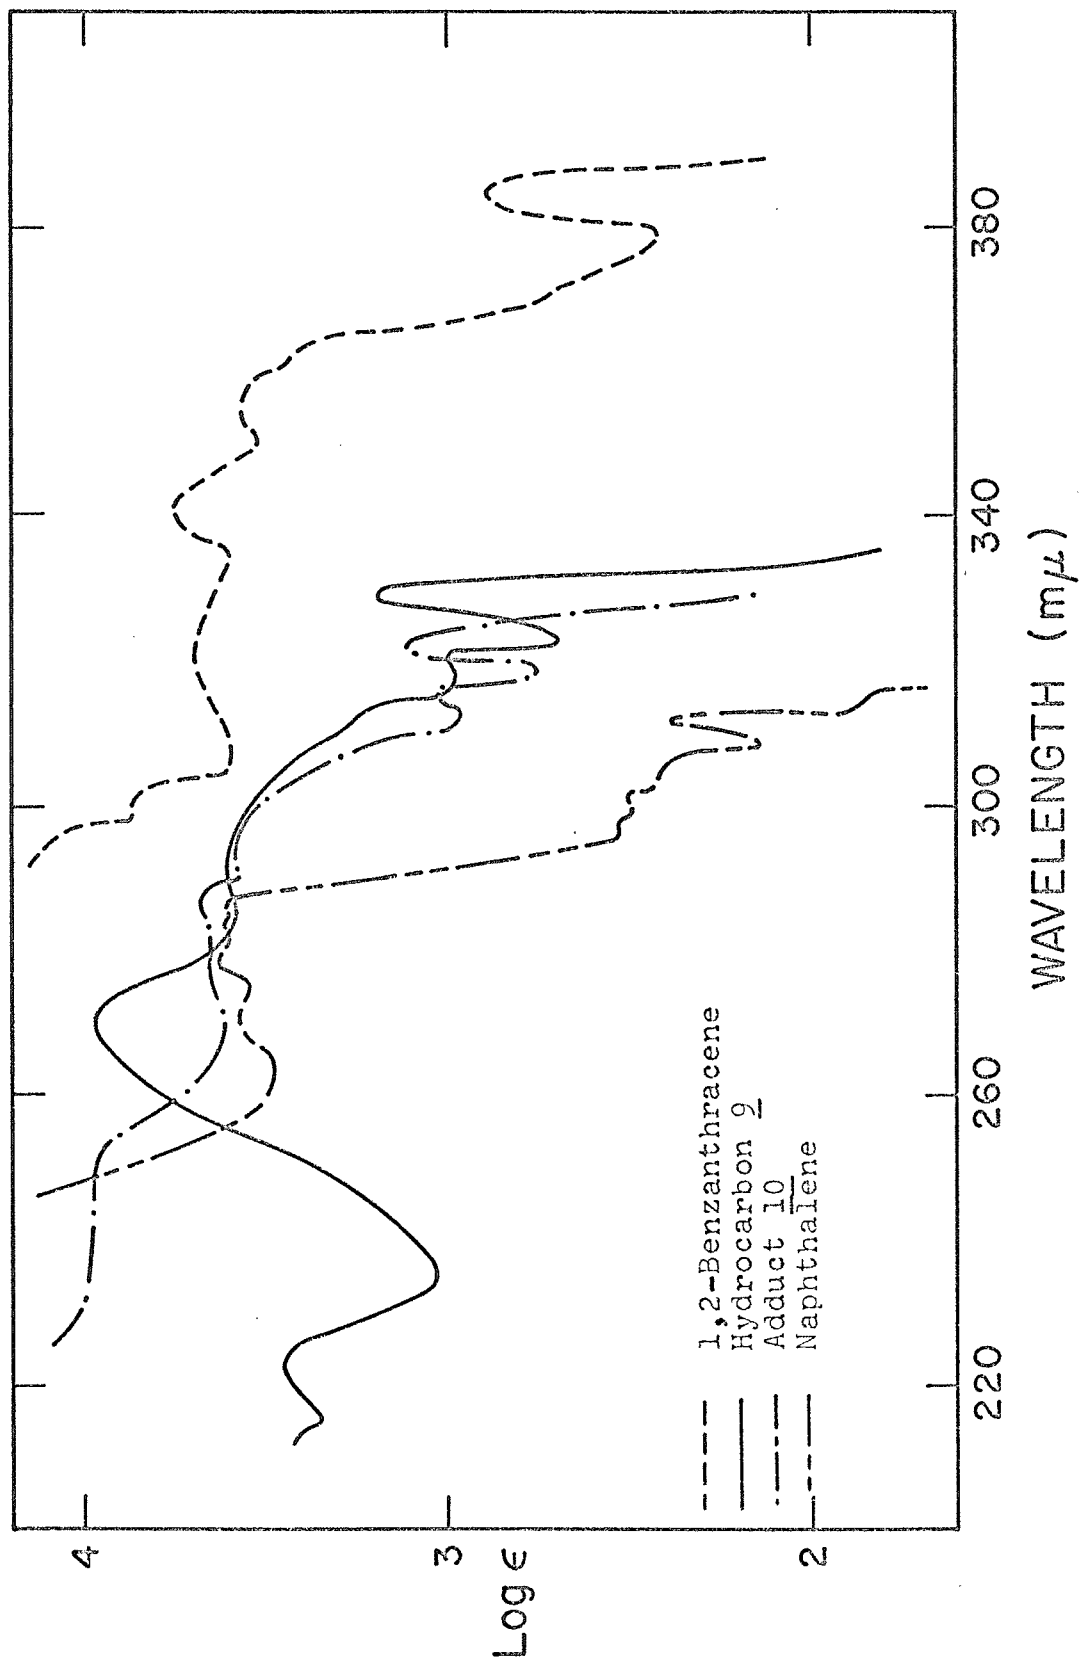 4
3
2
Log ϵ
220
260
300
340
380
WAVELENGTH (mμ)
1,2-Benzanthracene
Hydrocarbon 9
Adduct 10
Naphthalene